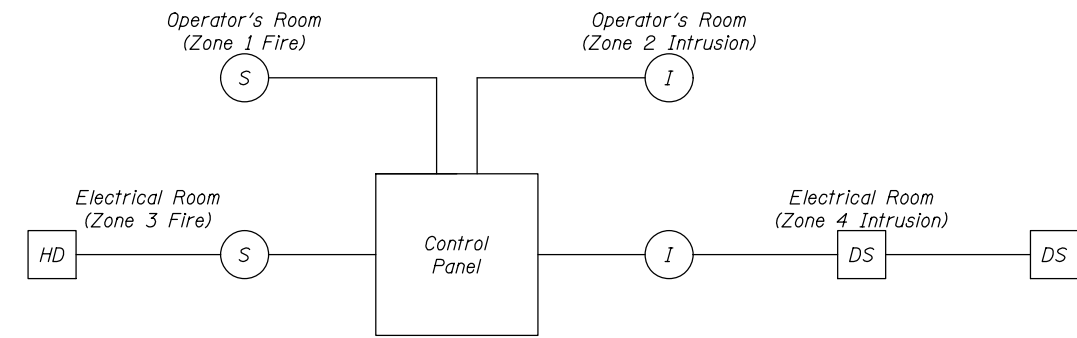 Operator's Room
(Zone 1 Fire)
S
Operator's Room
(Zone 2 Intrusion)
I
Electrical Room
(Zone 3 Fire)
HD
S
Control
Panel
I
Electrical Room
(Zone 4 Intrusion)
DS
DS